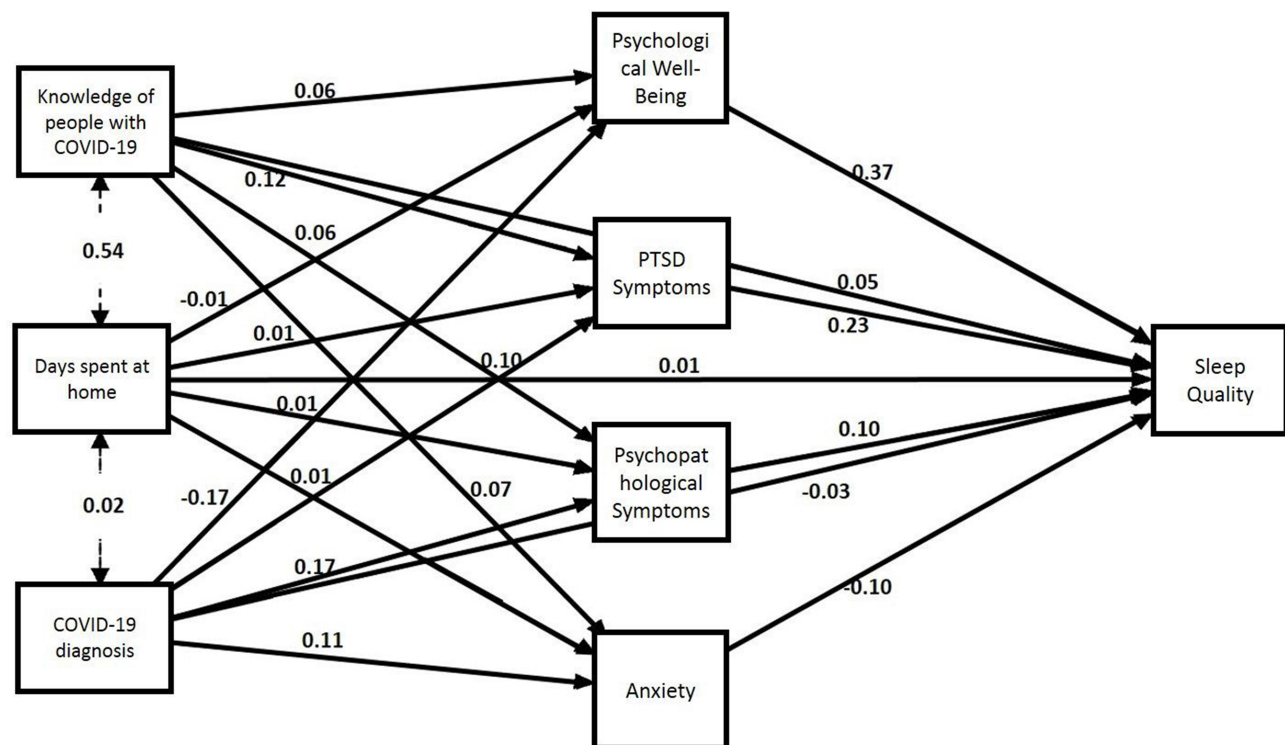 Psychologi
cal Well-
Being
Knowledge of
people with
COVID-19
0.06
0.12
0.37
0.06
0.54
PTSD
Symptoms
-0.01
0.01
0.05
0.23
Days spent at
home
0.10
0.01
Sleep
Quality
0.01
0.10
Psychopat
hological
Symptoms
0.01
0.07
-0.03
-0.17
0.02
0.17
-0.10
COVID-19
diagnosis
0.11
Anxiety